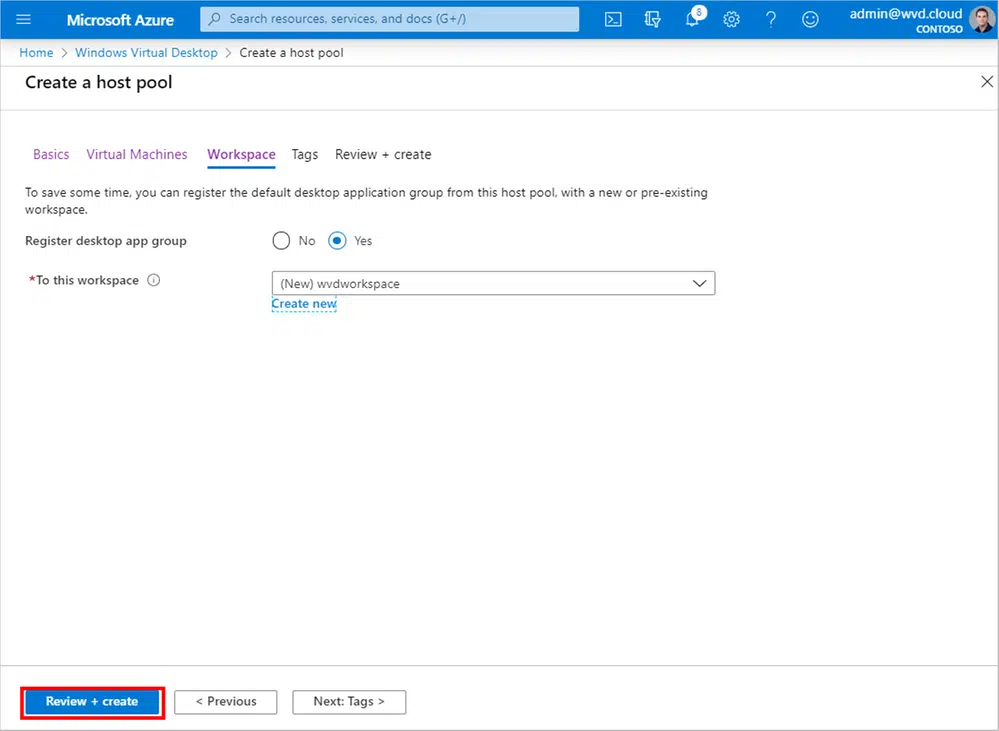 Microsoft Azure
Search resources, services, and docs (G+/)
8
admin@wvd.cloud
CONTOSO
Home > Windows Virtual Desktop > Create a host pool
Create a host pool
Basics Virtual Machines Workspace Tags Review + create
To save some time, you can register the default desktop application group from this host pool, with a new or pre-existing
workspace.
Register desktop app group No Yes
*To this workspace (New) wvdworkspace
Create new
Review + create < Previous Next: Tags >